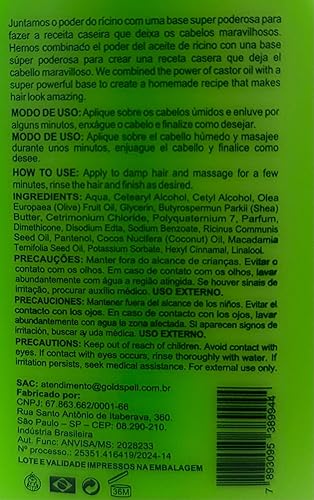 Juntamos o poder do rícino com uma base super poderosa para
fazer a receita caseira que deixa os cabelos maravilhosos.
Hemos combinado el poder del aceite de ricino con una base
súper poderosa para crear una receta casera que deja el
cabello maravilloso. We combined the power of castor oil with a
super powerful base to create a homemade recipe that makes
hair look amazing.
MODO DE USO: Aplique sobre os cabelos úmidos e enluve por
alguns minutos, enxágue o cabelo e finalize como desejar.
MODO DE USO: Aplique sobre el cabello húmedo y masajee
durante unos minutos, enjuague el cabello y finalize como
desee.
HOW TO USE: Apply to damp hair and massage for a few
minutes, rinse the hair and finish as desired.
INGREDIENTS: Aqua, Cetearyl Alcohol, Cetyl Alcohol, Olea
Europaea (Olive) Fruit Oil, Glycerin, Butyrospermun Parkii (Shea)
Butter, Cetrimonium Chloride, Polyquaternium 7, Parfum,
Dimethicone, Disodium Edta, Sodium Benzoate, Ricinus Communis
Seed Oil, Pantenol, Cocos Nucifera (Coconut) Oil, Macadamia
Ternifolia Seed Oil, Potassium Sorbate, Hexyl Cinnamal, Linalool.
PRECAUÇÕES: Manter fora do alcance de crianças. Evitar o
contato com os olhos. Em caso de contato com os olhos, lavar
abundantemente com água a região atingida. Se houver sinais de
irritação, procurar auxílio médico. USO EXTERNO.
PRECAUCIONES: Mantener fuera del alcance de los niños. Evitar el
contacto con los ojos. En caso de contacto con los ojos, lavar
abundantemente con agua la zona afectada. Si aparecen signos de
irritación, buscar ayuda médica. USO EXTERNO.
PRECAUTIONS: Keep out of reach of children. Avoid contact with
eyes. If contact with eyes occurs, rinse thoroughly with water. If
irritation persists, seek medical assistance. For external use only.
SAC: atendimento@goldspell.com.br
Fabricado por:
CNPJ: 67.863.662/0001-68
Rua Santo Antônio de Itaberava, 360.
São Paulo – SP – CEP: 08.290-210.
Indústria Brasileira
Aut. Func: ANVISA/MS: 2028233
N° processo.: 25351.416419/2024-14
LOTE E VALIDADE IMPRESSOS NA EMBALAGEM
36M
7 893095 389944